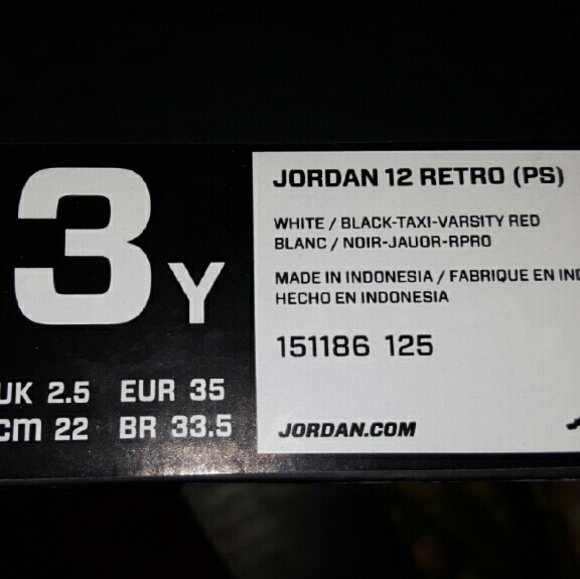 3Y
UK 2.5 EUR 35
CM 22 BR 33.5
JORDAN 12 RETRO (PS)
WHITE / BLACK-TAXI-VARSITY RED
BLANC / NOIR-JAUOR-RPRO
MADE IN INDONESIA / FABRIQUE EN
HECHO EN INDONESIA
151186 125
JORDAN.COM